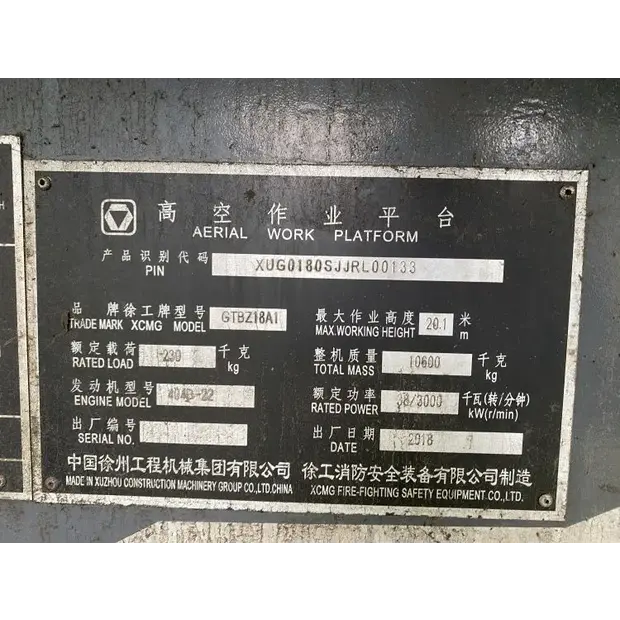 高空作业平台
AERIAL WORK PLATFORM
产品识别代码 XUG0180SJJRL00133
PIN
品牌徐工牌型号 GTBZ18A1
TRADE MARK XCMG MODEL
最大作业高度 20.1 米
MAX.WORKING HEIGHT m
额定载荷 230 千克
RATED LOAD kg
整机质量 10600 千克
TOTAL MASS kg
发动机型号 404D-22
ENGINE MODEL
额定功率 38/3000 千瓦(转/分钟)
RATED POWER kW(r/min)
出厂编号
SERIAL NO.
出厂日期 2018
DATE
中国徐州工程机械集团有限公司 徐工消防安全装备有限公司制造
MADE IN XUZHOU CONSTRUCTION MACHINERY GROUP CO.,LTD.CHINA XCMG FIRE-FIGHTING SAFETY EQUIPMENT CO.,LTD.